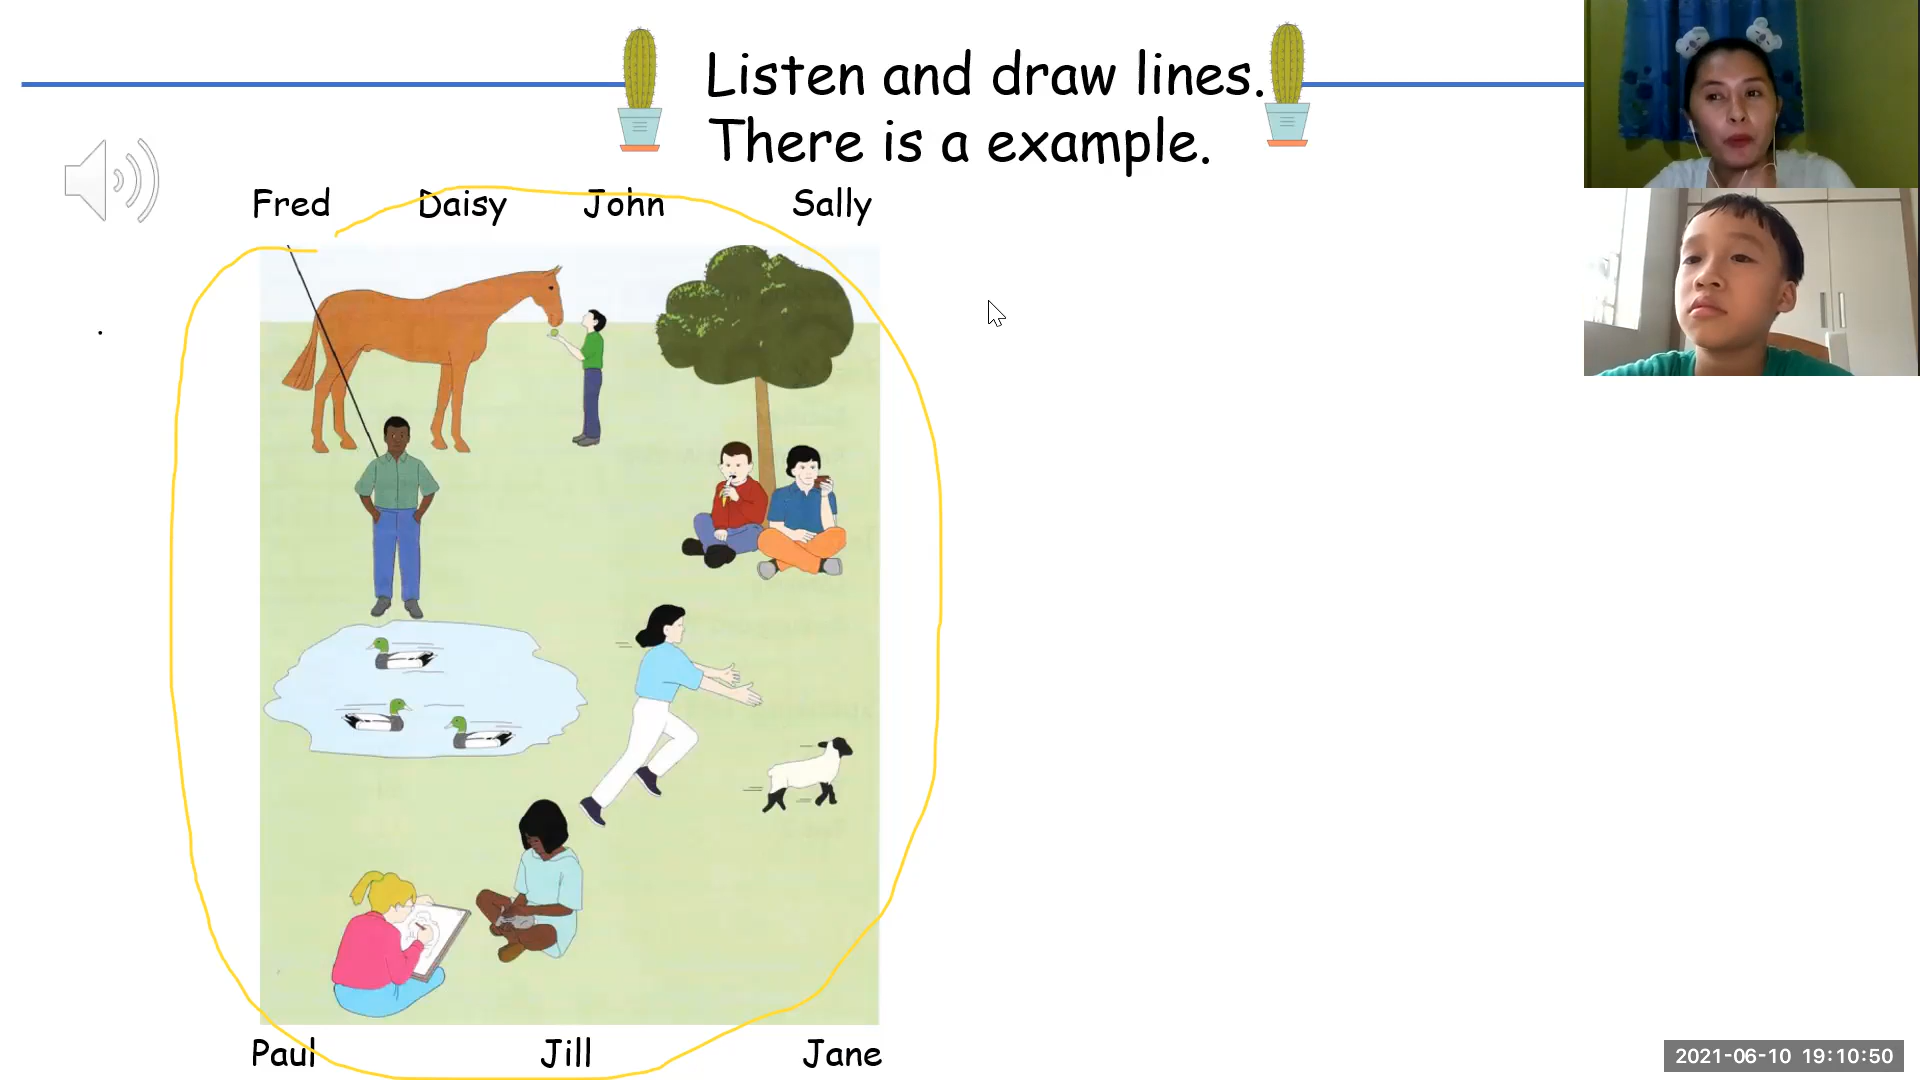 Listen and draw lines.
There is a example.
Fred Daisy John Sally
Paul Jill Jane
2021-06-10 19:10:50